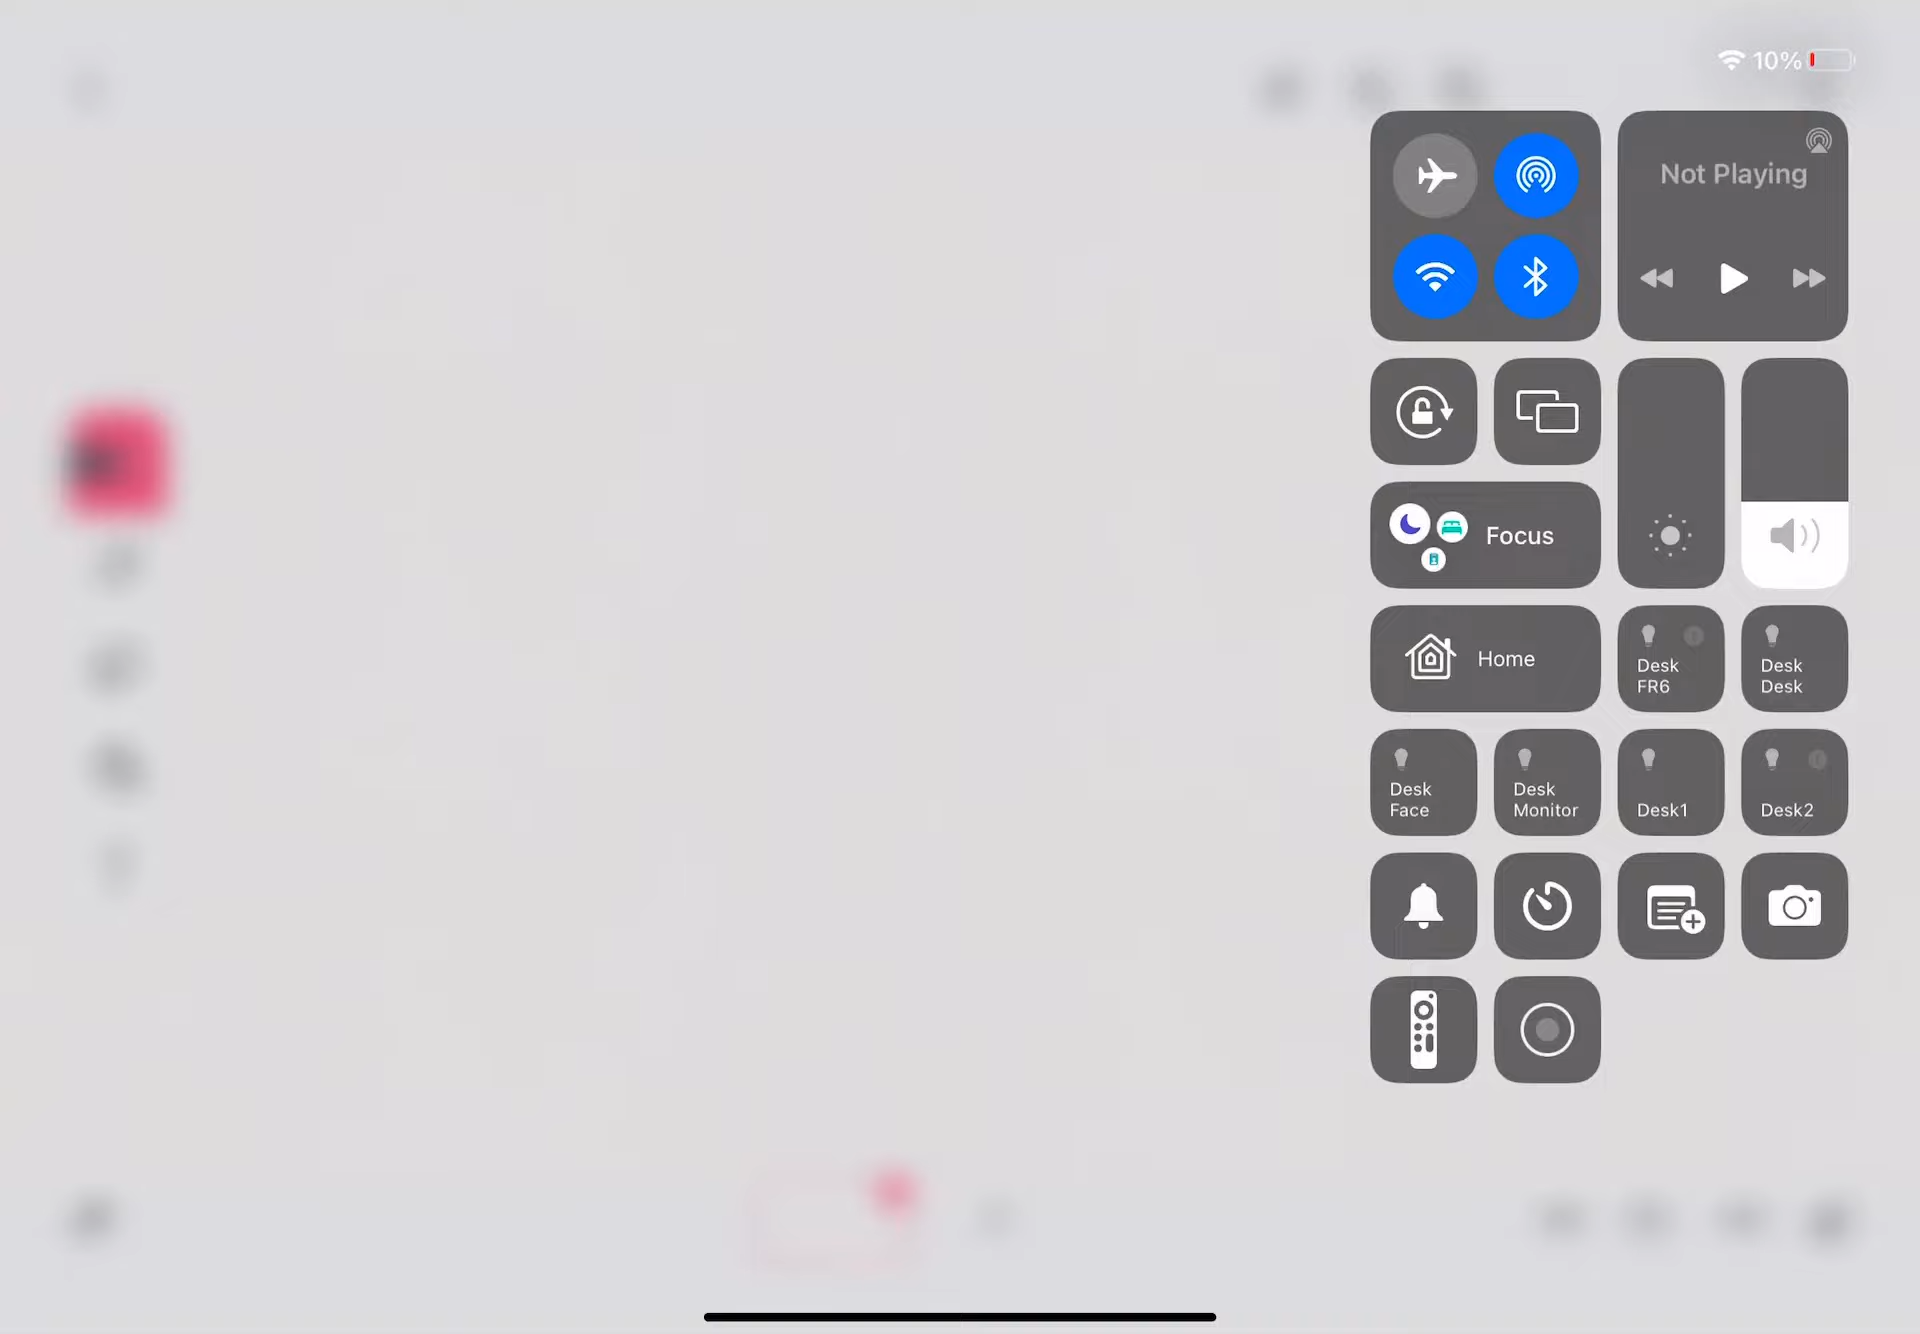 10%
Not Playing
Focus
Home
Desk
FR6
Desk
Desk
Desk
Face
Desk
Monitor
Desk1
Desk2